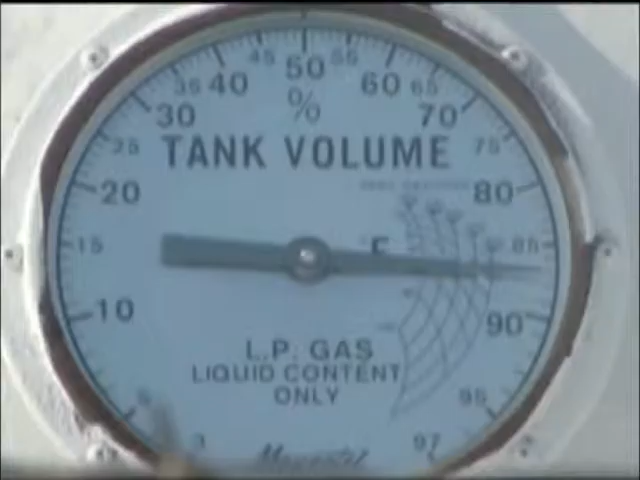 45 50 55
35 40 60 65
30 % 70
25 TANK VOLUME 75
20 80
15 F 85
10 90
L.P. GAS
LIQUID CONTENT
ONLY
5 95
3 97